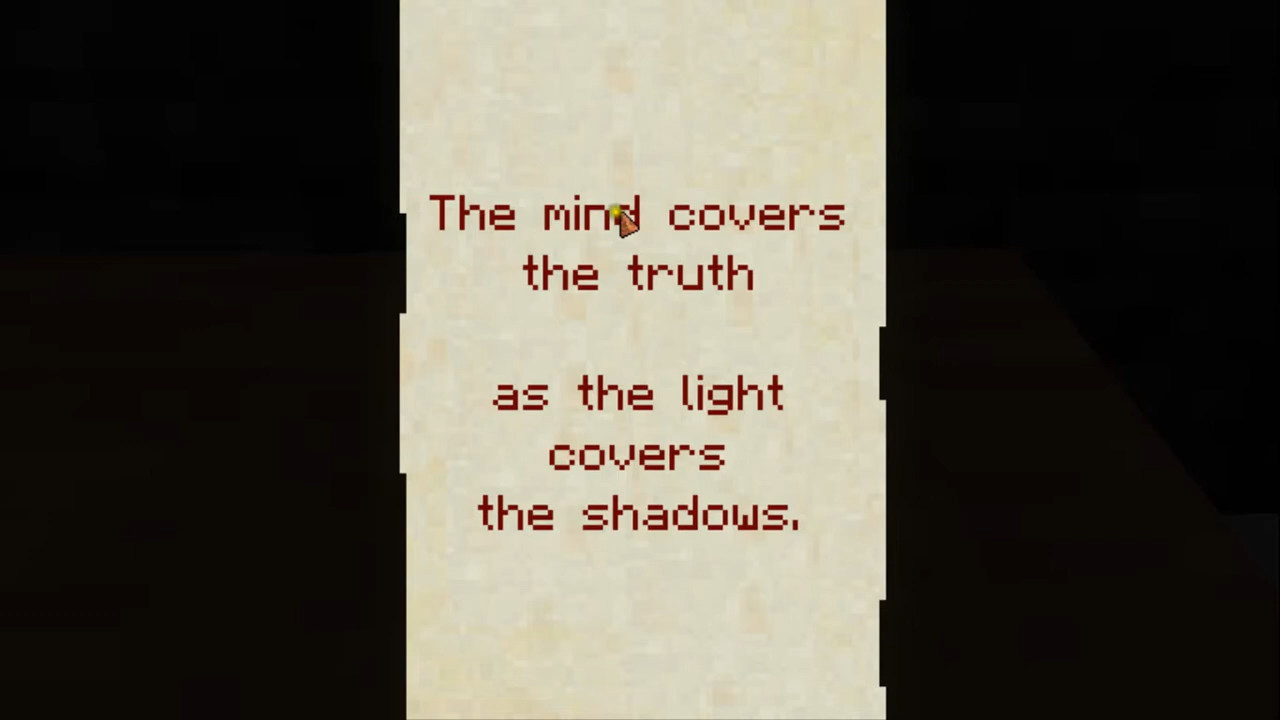 The mind covers
the truth
as the light
covers
the shadows.